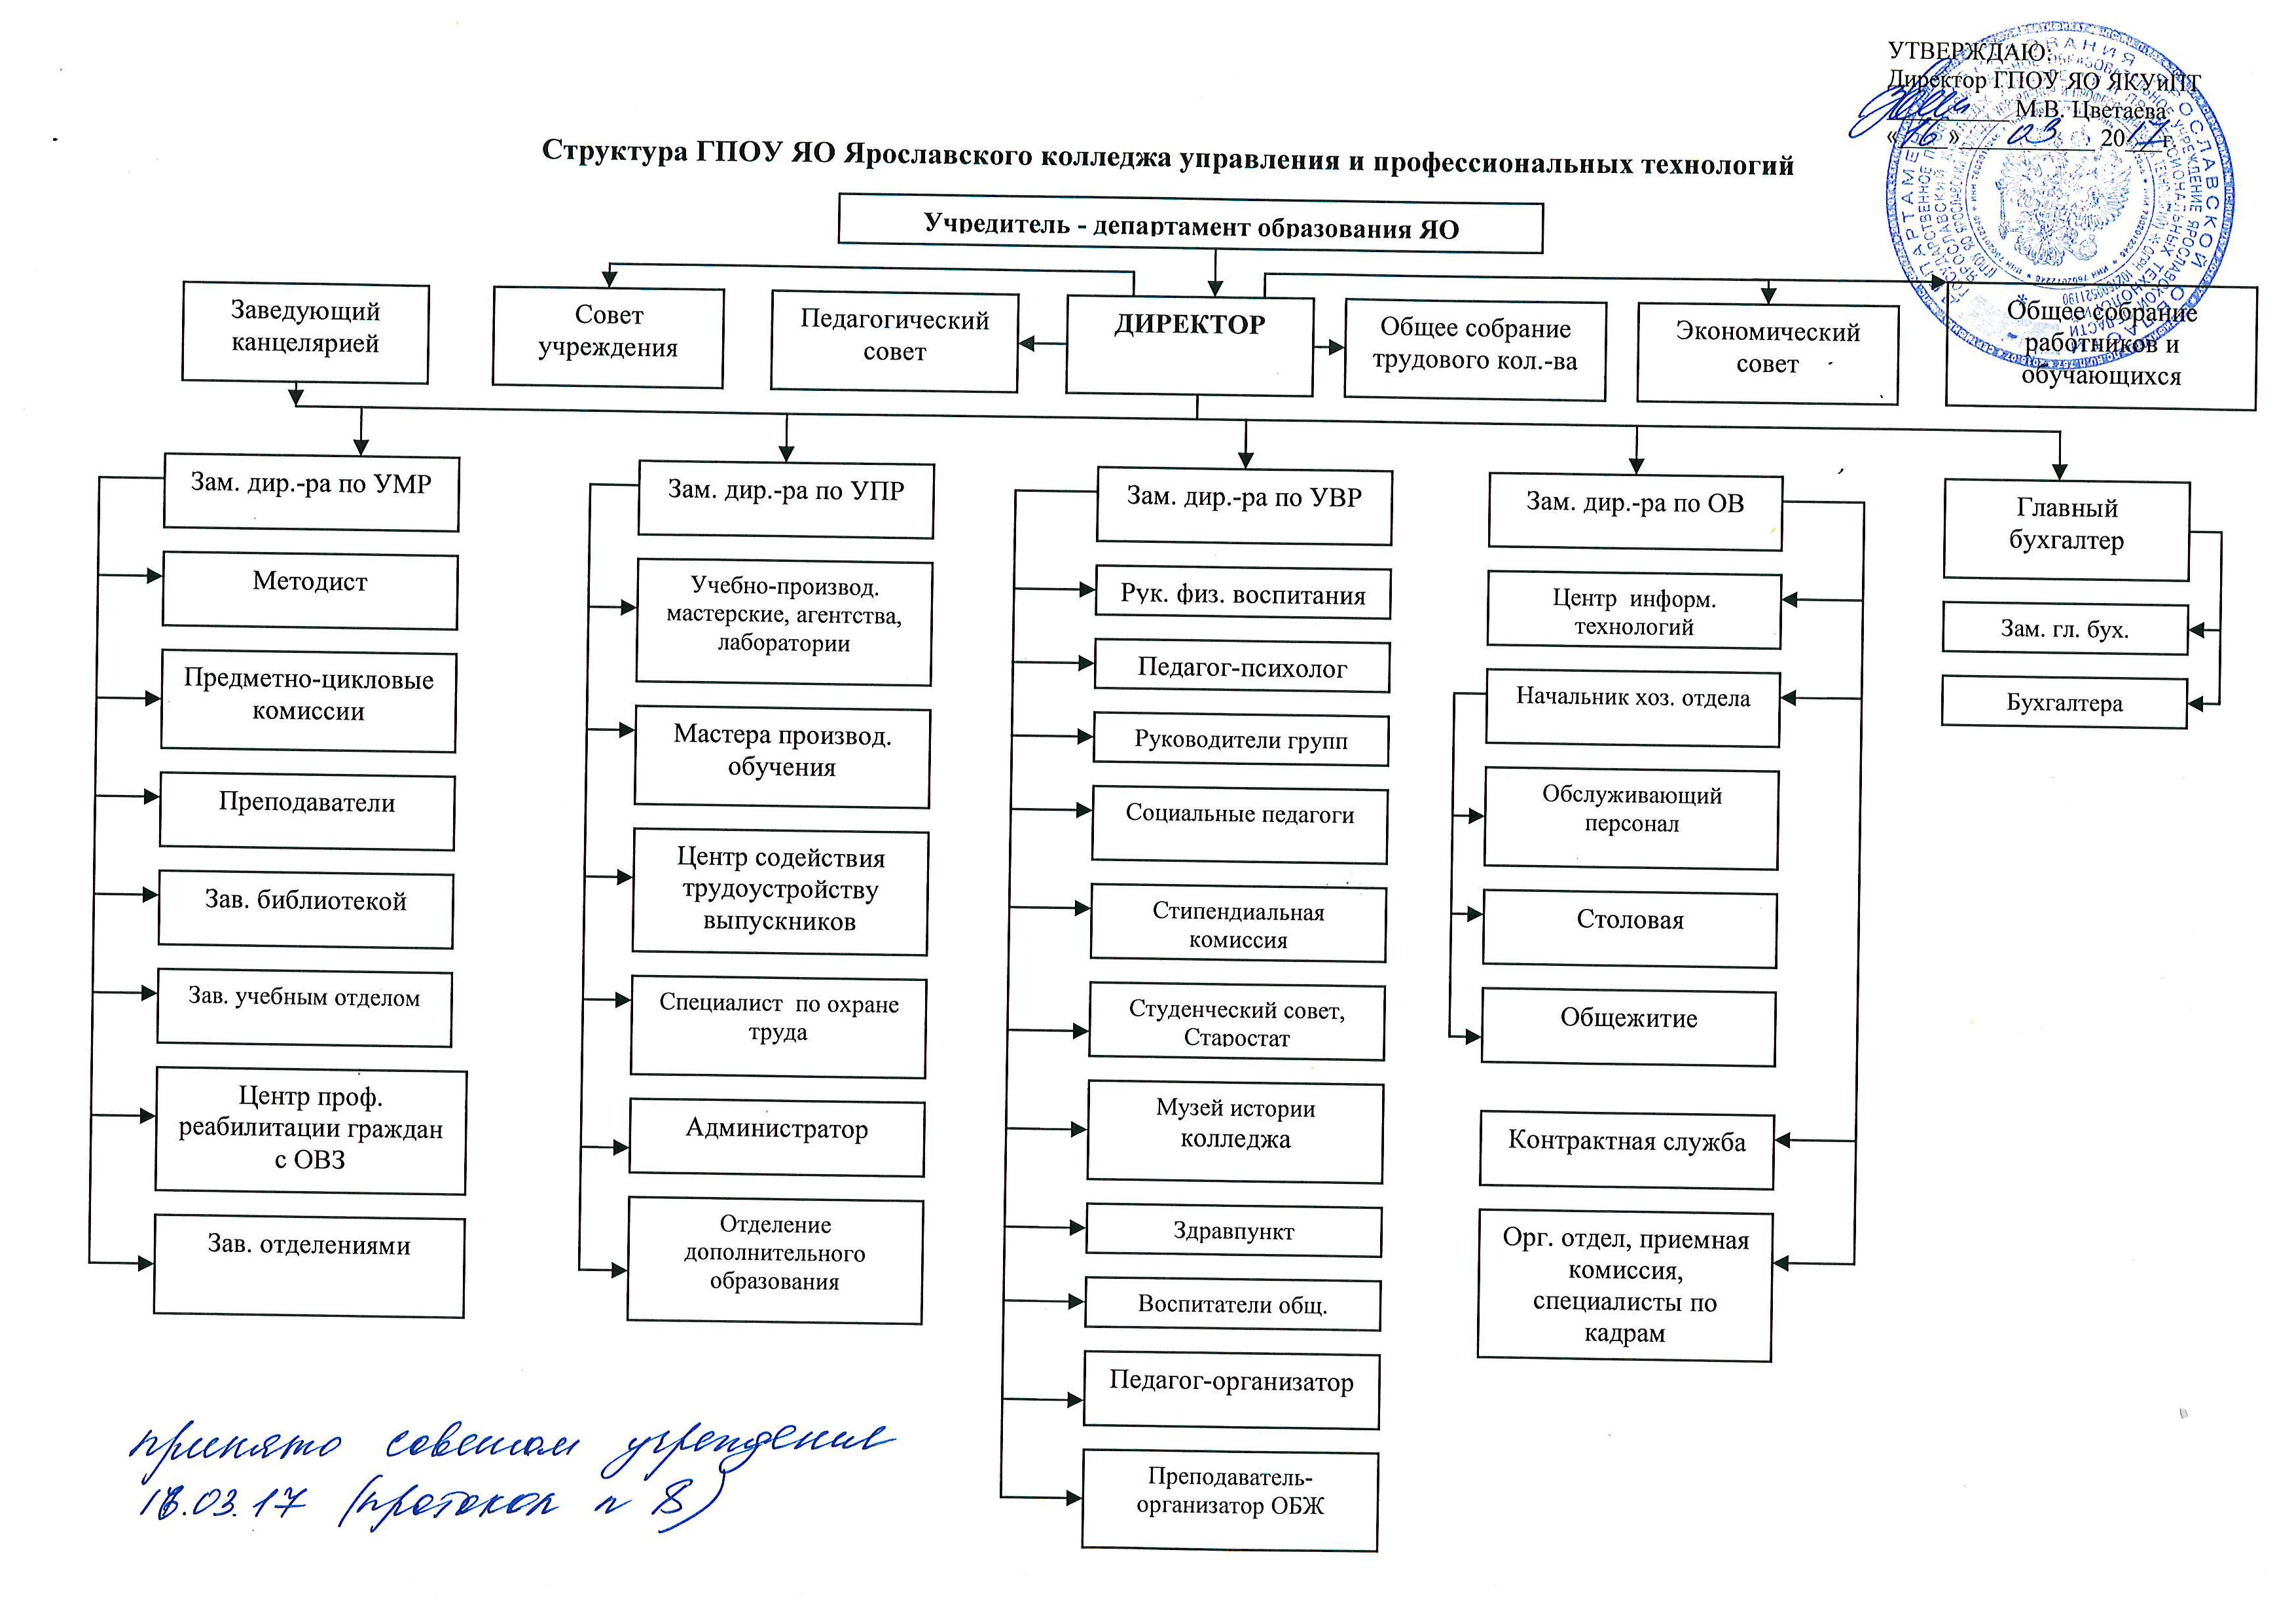 УТВЕРЖДАЮ:
Директор ГПОУ ЯО ЯКУиПТ
М.В. Цветаева
«16» 03 2017г.
Структура ГПОУ ЯО Ярославского колледжа управления и профессиональных технологий
Учредитель - департамент образования ЯО
Заведующий
канцелярией
Совет
учреждения
Педагогический
совет
ДИРЕКТОР
Общее собрание
трудового кол.-ва
Экономический
совет
Общее собрание
работников и
обучающихся
Зам. дир.-ра по УМР
Методист
Предметно-цикловые
комиссии
Преподаватели
Зав. библиотекой
Зав. учебным отделом
Центр проф.
реабилитации граждан
с ОВЗ
Зав. отделениями
Зам. дир.-ра по УПР
Учебно-производ.
мастерские, агентства,
лаборатории
Мастера производ.
обучения
Центр содействия
трудоустройству
выпускников
Специалист по охране
труда
Администратор
Отделение
дополнительного
образования
Зам. дир.-ра по УВР
Рук. физ. воспитания
Педагог-психолог
Руководители групп
Социальные педагоги
Стипендиальная
комиссия
Студенческий совет,
Старостат
Музей истории
колледжа
Здравпункт
Воспитатели общ.
Педагог-организатор
Преподаватель-
организатор ОБЖ
Зам. дир.-ра по ОВ
Центр информ.
технологий
Начальник хоз. отдела
Обслуживающий
персонал
Столовая
Общежитие
Контрактная служба
Орг. отдел, приемная
комиссия,
специалисты по
кадрам
Главный
бухгалтер
Зам. гл. бух.
Бухгалтера
принято советом учреждения
16.03.17 (протокол n 8)